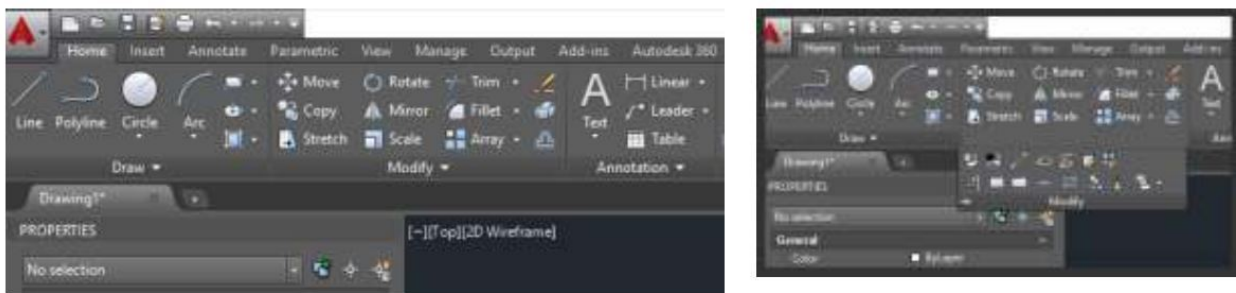 Home Insert Annotate Parametric View Manage Output Add-ins Autodesk 360
Move Rotate Trim Linear
Copy Mirror Fillet Leader
Line Polyline Circle Arc Text
Stretch Scale Array Table
Draw Modify Annotation
Drawing1*
PROPERTIES
[−][Top][2D Wireframe]
No selection
Home Insert Annotate Parametric View Manage Output Add-ins
Move Rotate Trim
Copy Mirror Fillet
Line Polyline Circle Arc Text
Stretch Scale Array
Draw
Drawing1*
PROPERTIES
No selection
Modify
General
Color ByLayer